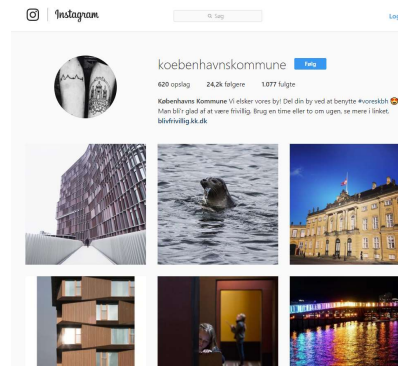 Instagram
Søg
Log
koebenhavnskommune Følg
620 opslag 24,2k følgere 1.077 fulgte
Københavns Kommune Vi elsker vores by! Del din by ved at benytte #voreskbh 😍
Man bli'r glad af at være frivillig. Brug en time eller to om ugen, se mere i linket.
blivfrivillig.kk.dk